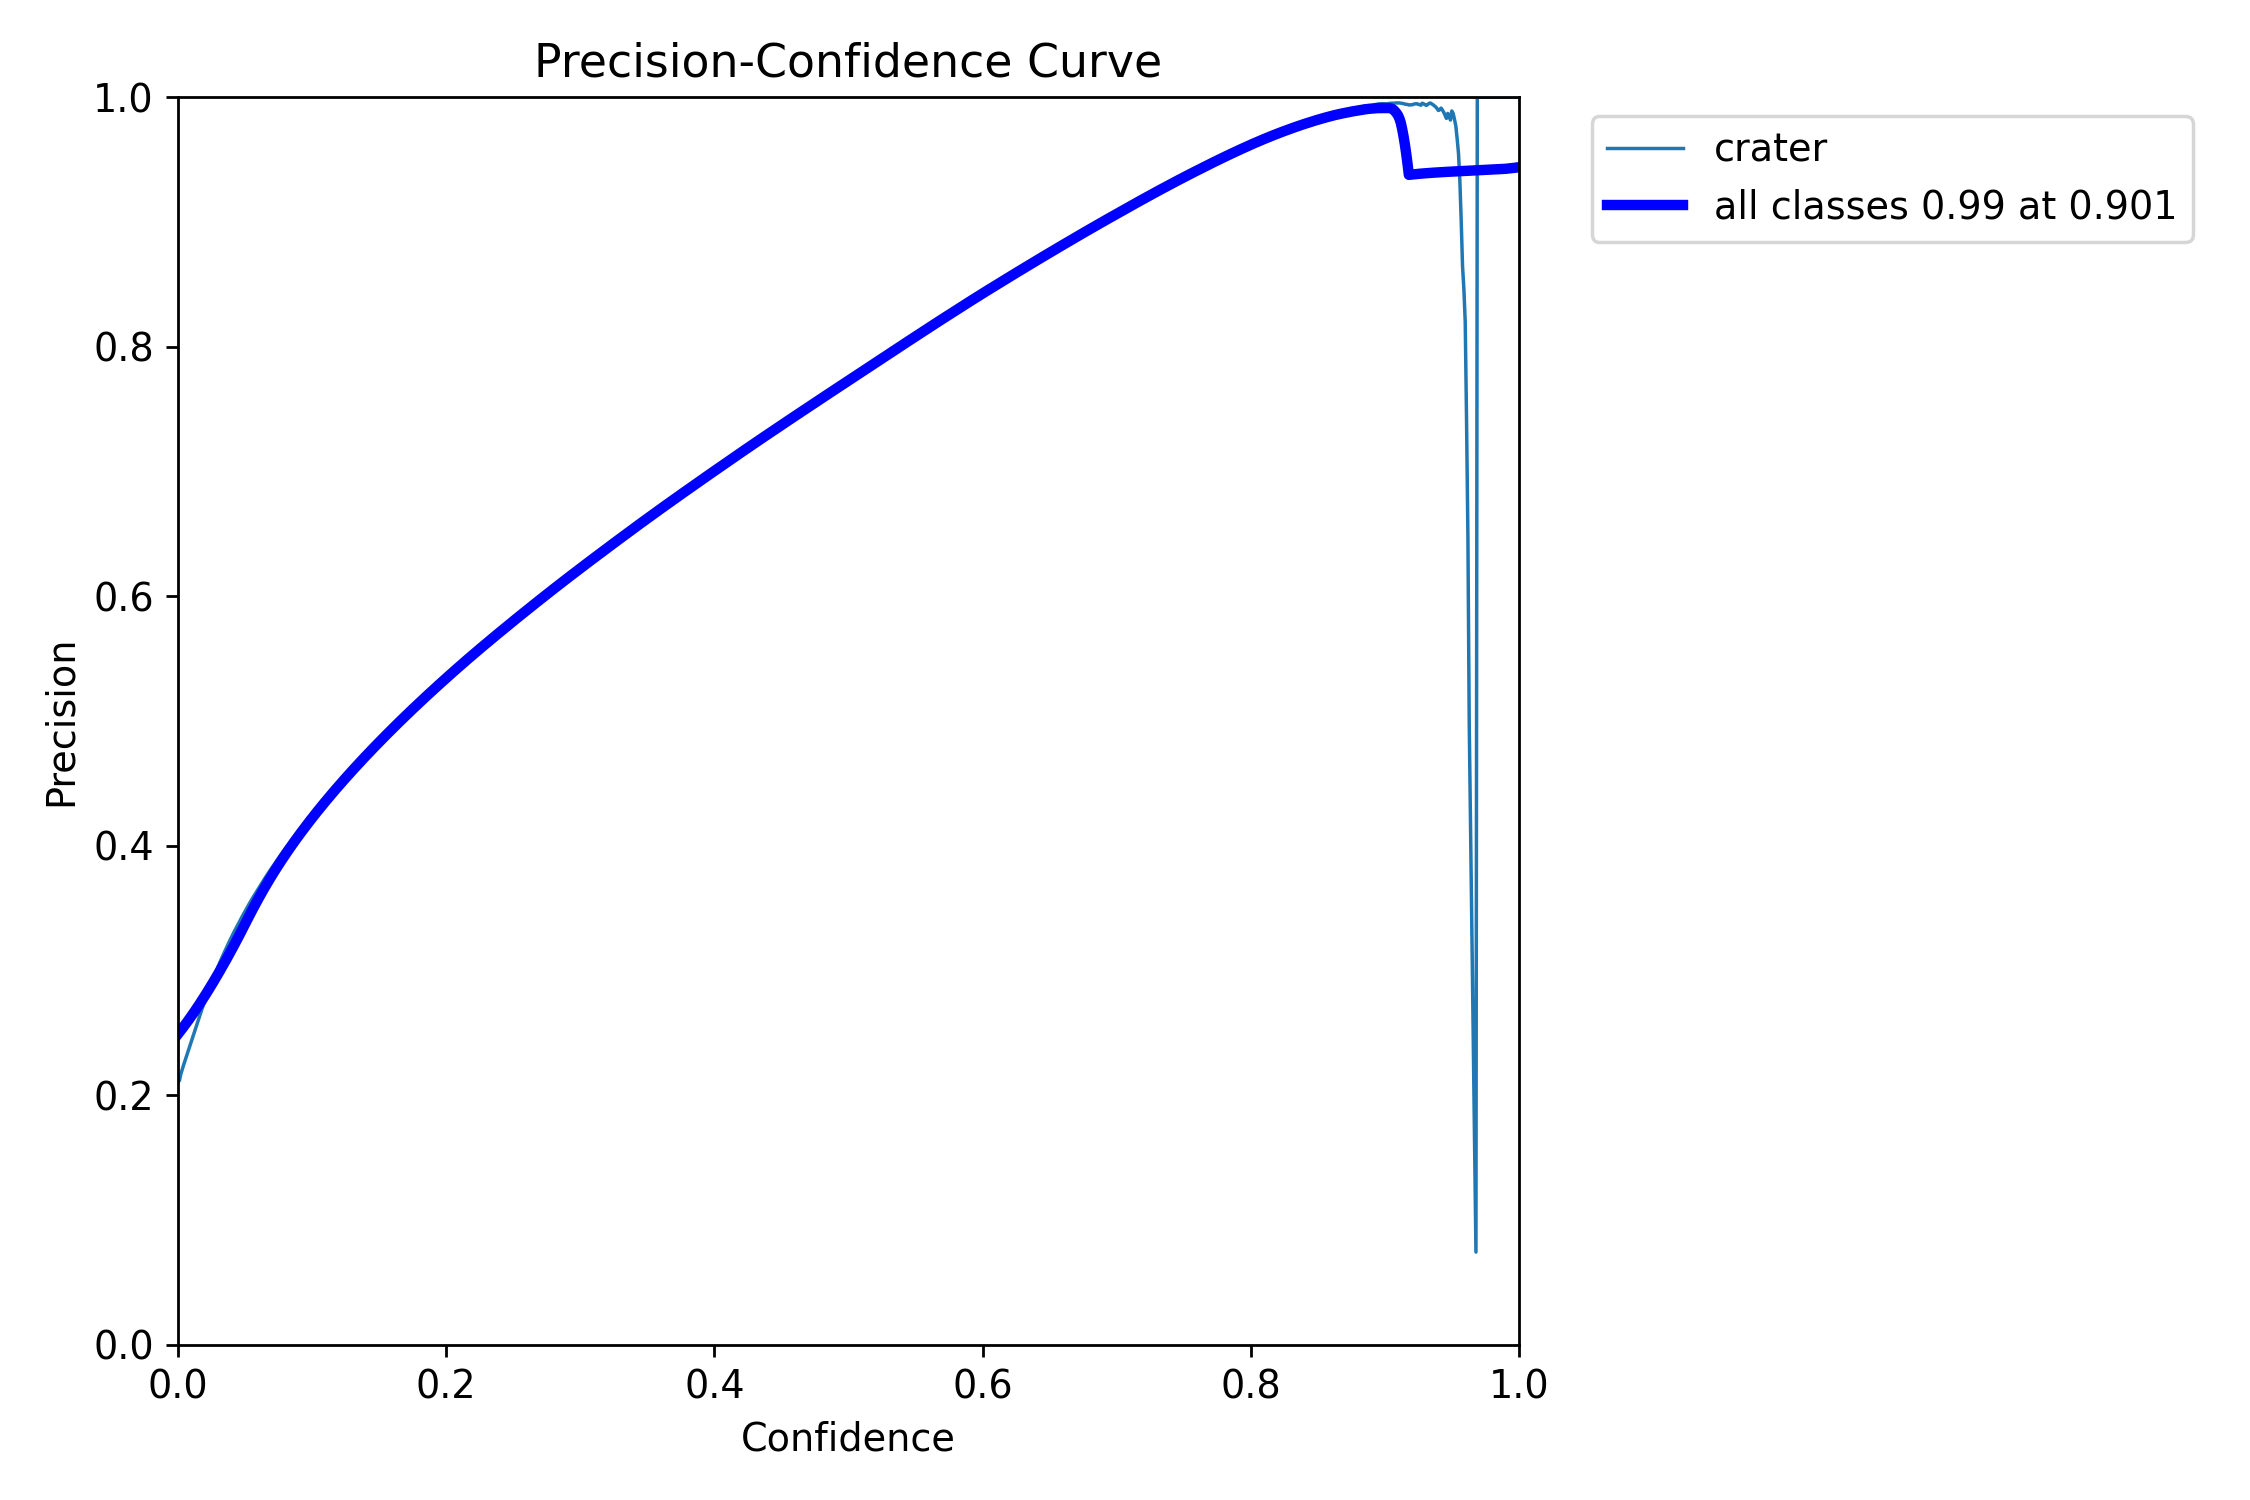 Precision-Confidence Curve
1.0
0.8
0.6
0.4
0.2
0.0
Precision
0.0 0.2 0.4 0.6 0.8 1.0
Confidence
crater
all classes 0.99 at 0.901